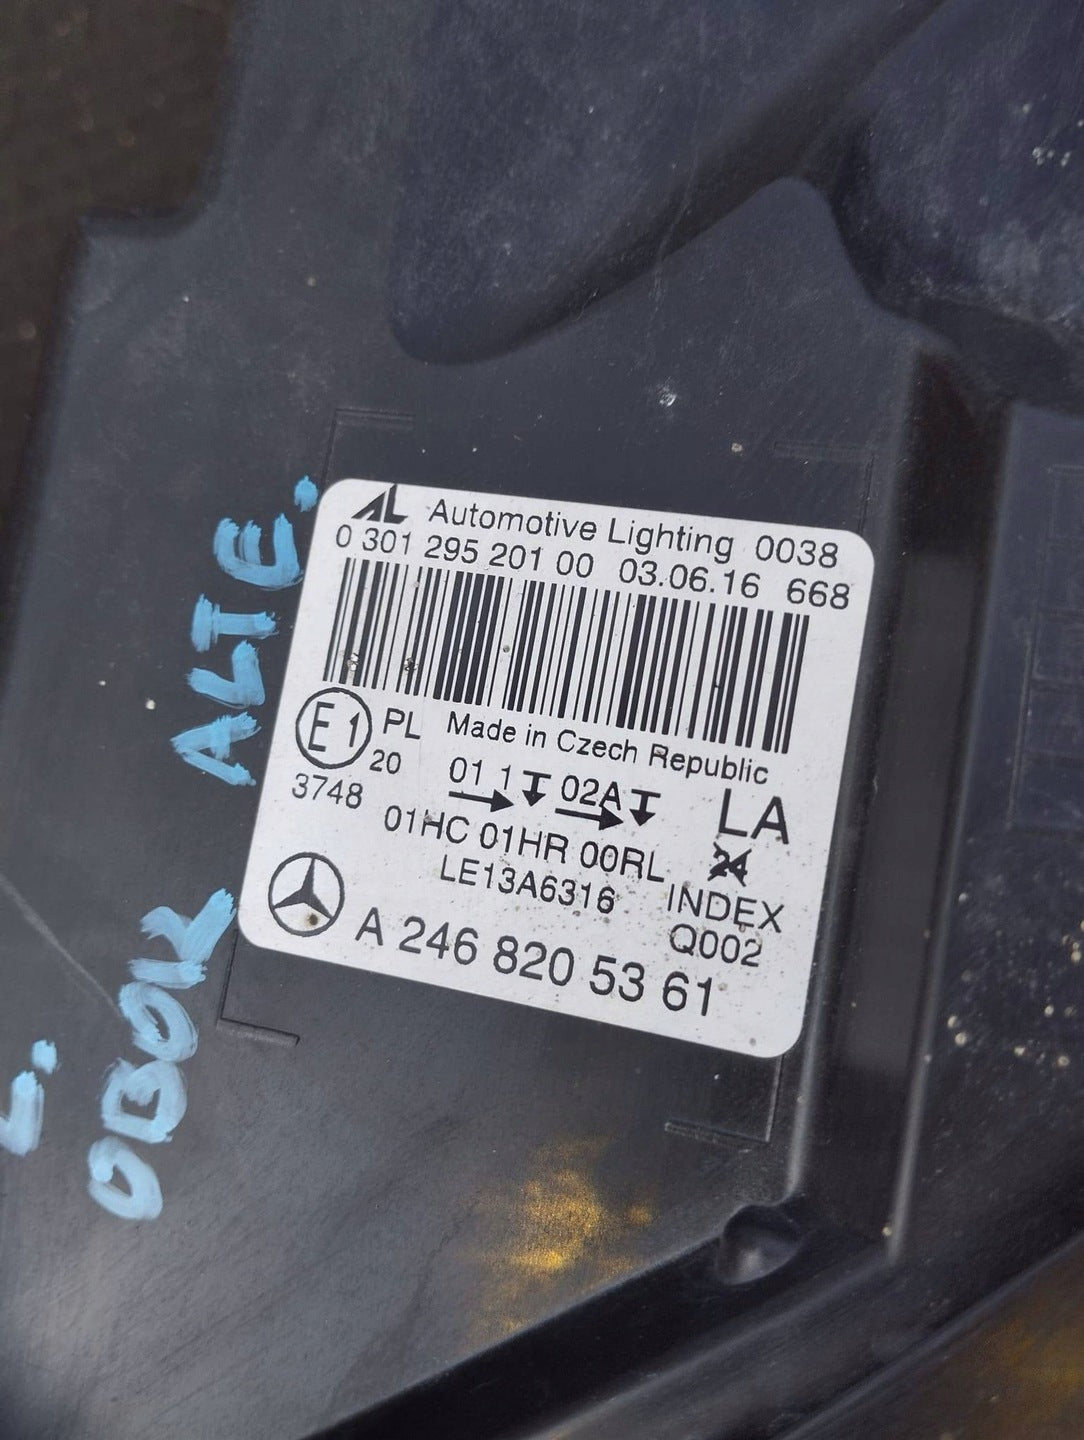 AL Automotive Lighting 0038
0 301 295 201 00 03.06.16 668
E1 PL Made in Czech Republic
20
3748
01 1 02A LA
01HC 01HR 00RL 24
LE13A6316 INDEX
Q002
A 246 820 53 61
ALTE.
L.